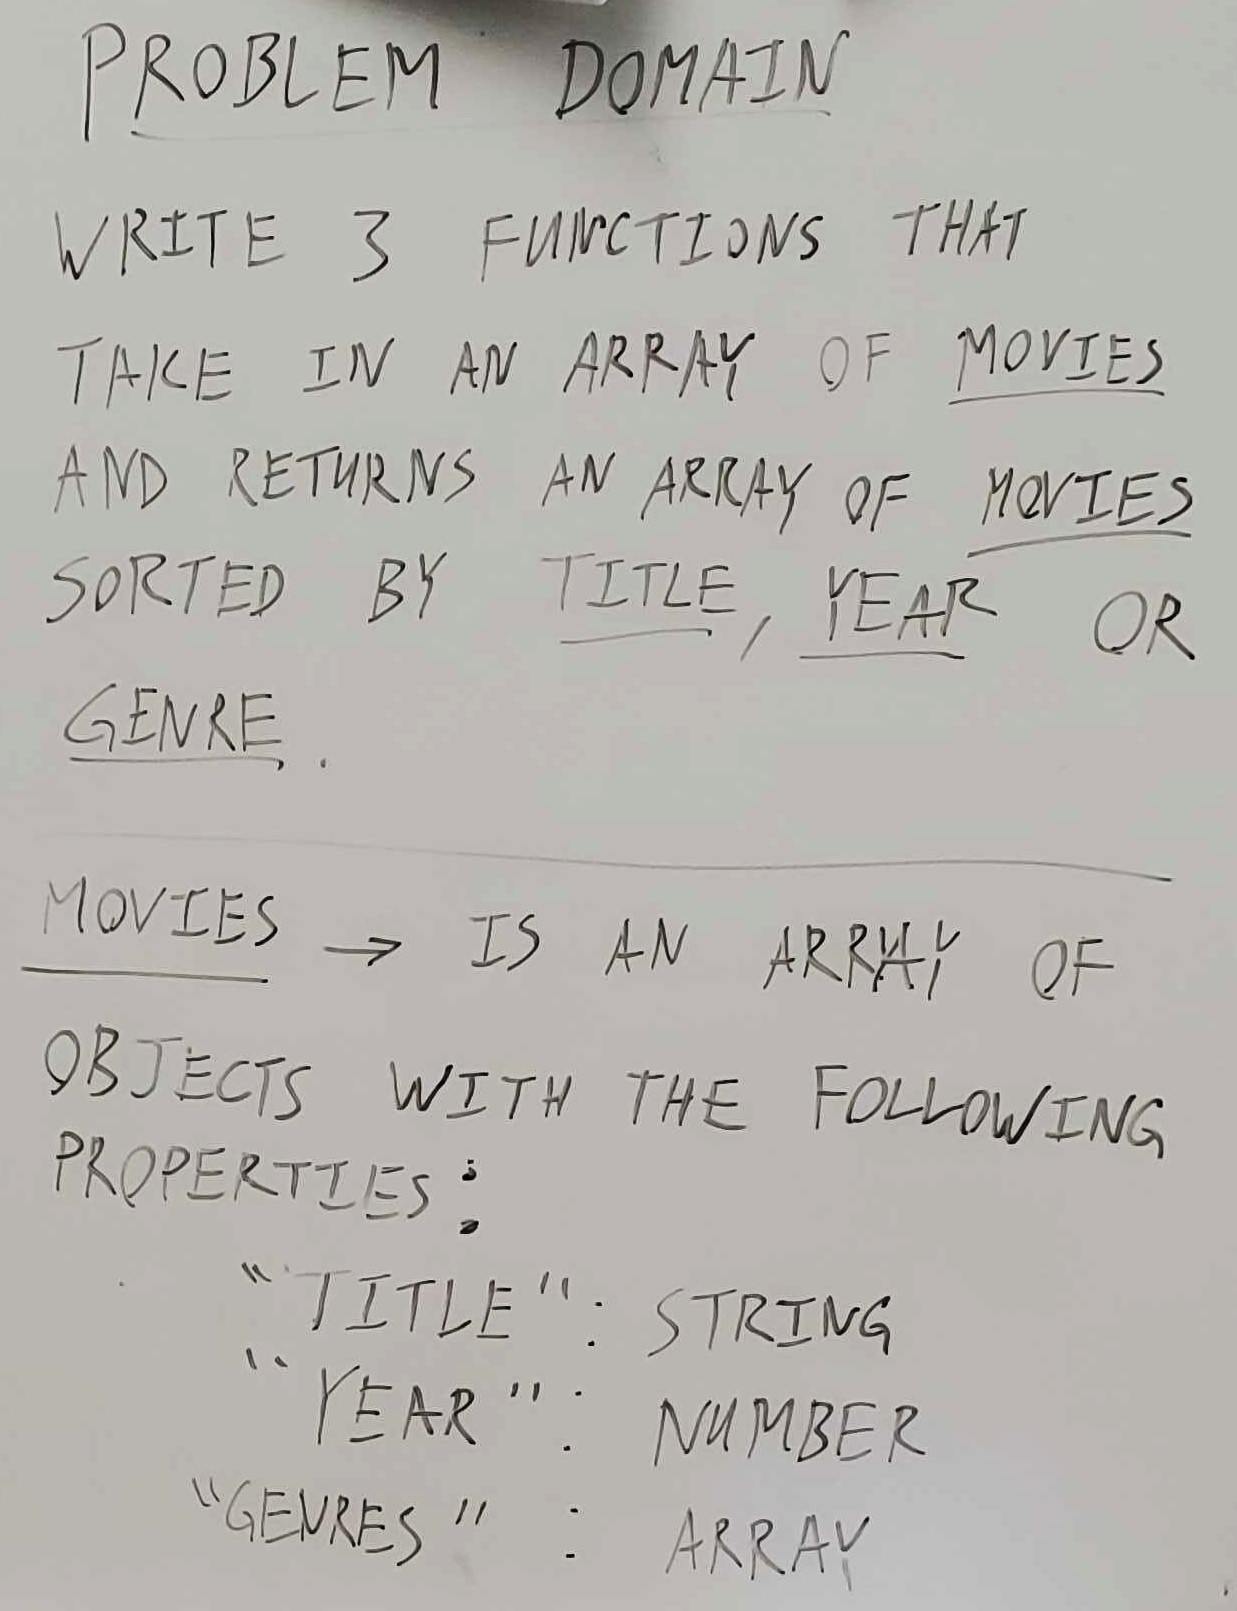 PROBLEM DOMAIN
WRITE 3 FUNCTIONS THAT
TAKE IN AN ARRAY OF MOVIES
AND RETURNS AN ARRAY OF MOVIES
SORTED BY TITLE, YEAR OR
GENRE.
MOVIES → IS AN ARRAY OF
OBJECTS WITH THE FOLLOWING
PROPERTIES:
"TITLE": STRING
"YEAR": NUMBER
"GENRES": ARRAY